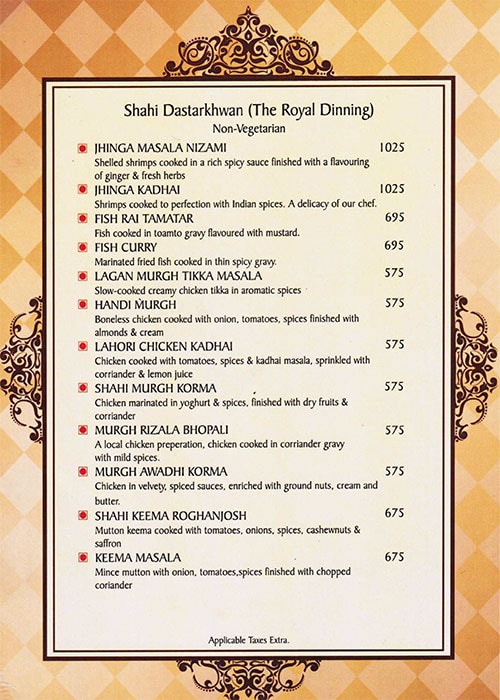 Shahi Dastarkhwan (The Royal Dinning)
Non-Vegetarian
JHINGA MASALA NIZAMI 1025
Shelled shrimps cooked in a rich spicy sauce finished with a flavouring
of ginger & fresh herbs
JHINGA KADHAI 1025
Shrimps cooked to perfection with Indian spices. A delicacy of our chef.
FISH RAI TAMATAR 695
Fish cooked in toamto gravy flavoured with mustard.
FISH CURRY 695
Marinated fried fish cooked in thin spicy gravy.
LAGAN MURGH TIKKA MASALA 575
Slow-cooked creamy chicken tikka in aromatic spices
HANDI MURGH 575
Boneless chicken cooked with onion, tomatoes, spices finished with
almonds & cream
LAHORI CHICKEN KADHAI 575
Chicken cooked with tomatoes, spices & kadhai masala, sprinkled with
corriander & lemon juice
SHAHI MURGH KORMA 575
Chicken marinated in yoghurt & spices, finished with dry fruits &
corriander
MURGH RIZALA BHOPALI 575
A local chicken preperation, chicken cooked in corriander gravy
with mild spices.
MURGH AWADHI KORMA 575
Chicken in velvety, spiced sauces, enriched with ground nuts, cream and
butter.
SHAHI KEEMA ROGHANJOSH 675
Mutton keema cooked with tomatoes, onions, spices, cashewnuts &
saffron
KEEMA MASALA 675
Mince mutton with onion, tomatoes,spices finished with chopped
coriander
Applicable Taxes Extra.